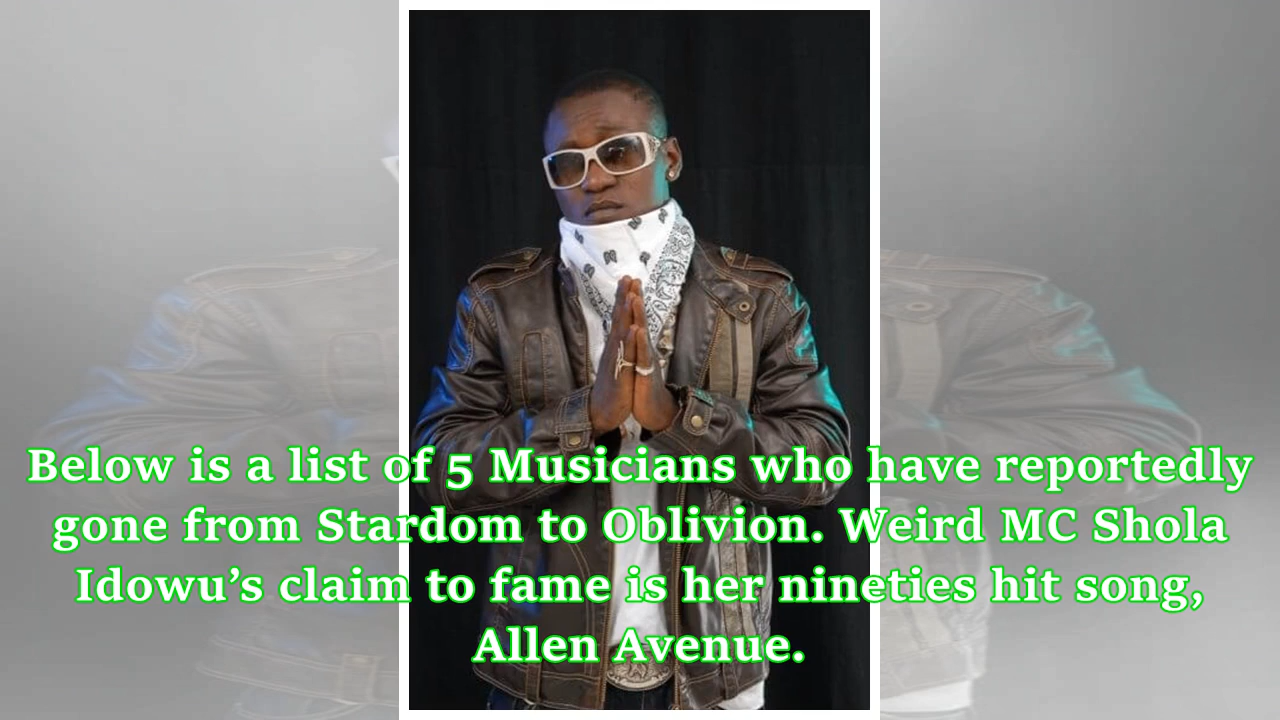 Below is a list of 5 Musicians who have reportedly
gone from Stardom to Oblivion. Weird MC Shola
Idowu’s claim to fame is her nineties hit song,
Allen Avenue.